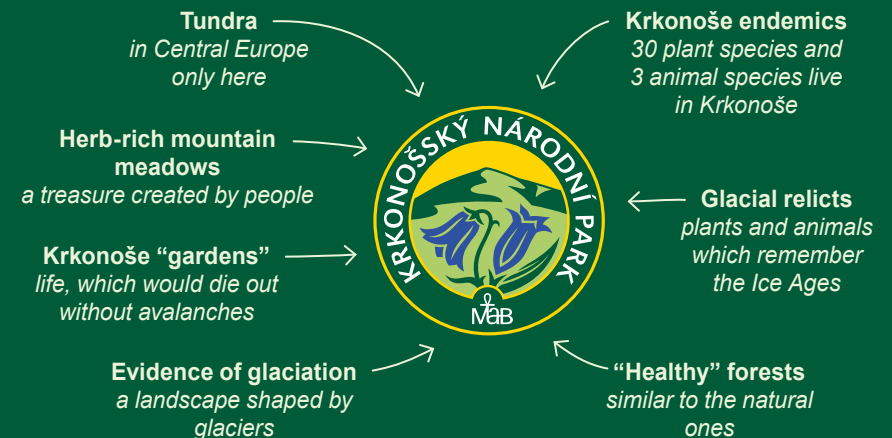 Tundra
in Central Europe
only here
Herb-rich mountain
meadows
a treasure created by people
Krkonoše “gardens”
life, which would die out
without avalanches
Evidence of glaciation
a landscape shaped by
glaciers
KRKONOŠSKÝ NÁRODNÍ PARK
MaB
Krkonoše endemics
30 plant species and
3 animal species live
in Krkonoše
Glacial relicts
plants and animals
which remember
the Ice Ages
“Healthy” forests
similar to the natural
ones